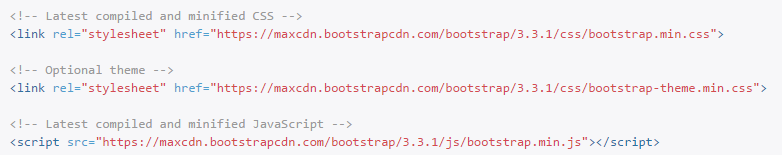 <!-- Latest compiled and minified CSS -->
<link rel="stylesheet" href="https://maxcdn.bootstrapcdn.com/bootstrap/3.3.1/css/bootstrap.min.css">
<!-- Optional theme -->
<link rel="stylesheet" href="https://maxcdn.bootstrapcdn.com/bootstrap/3.3.1/css/bootstrap-theme.min.css">
<!-- Latest compiled and minified JavaScript -->
<script src="https://maxcdn.bootstrapcdn.com/bootstrap/3.3.1/js/bootstrap.min.js"></script>